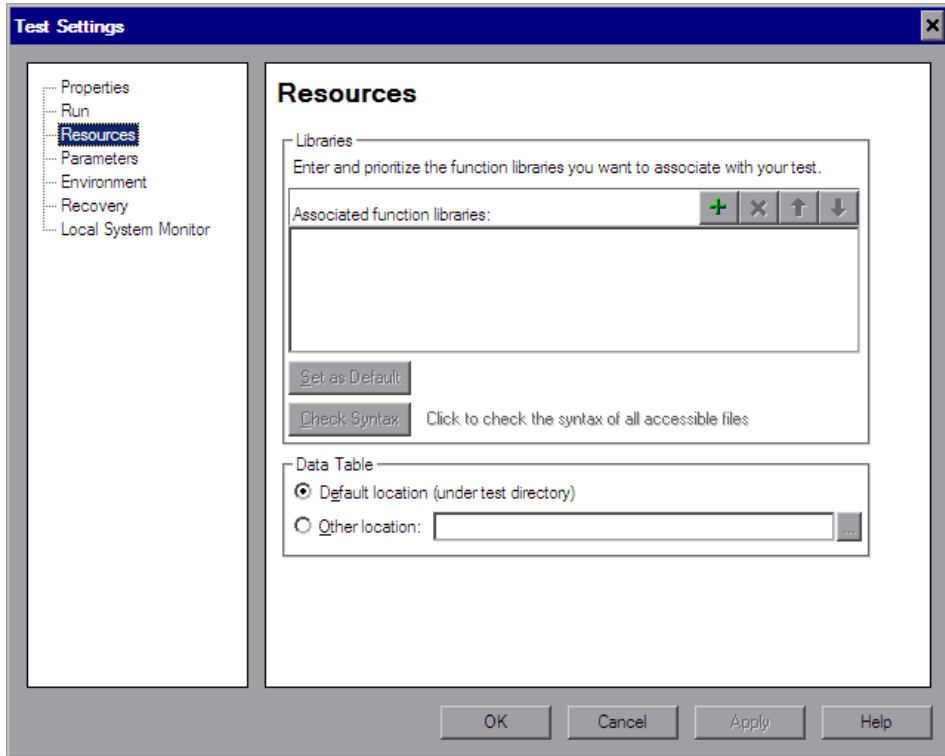 Test Settings
Properties
Run
Resources
Parameters
Environment
Recovery
Local System Monitor
Resources
Libraries
Enter and prioritize the function libraries you want to associate with your test.
Associated function libraries:
Set as Default
Check Syntax Click to check the syntax of all accessible files
Data Table
Default location (under test directory)
Other location: ...
OK Cancel Apply Help